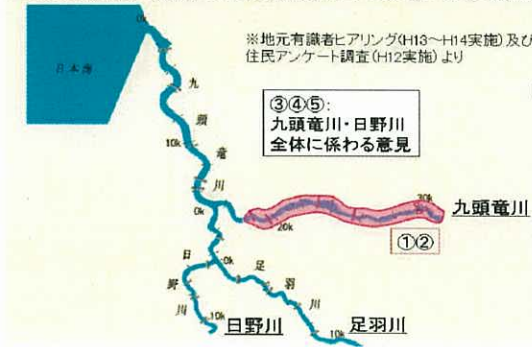 ※地元有識者ヒアリング(H13～H14実施)及び
住民アンケート調査(H12実施)より
0k
日本海
九頭竜川
10k
③④⑤:
九頭竜川・日野川
全体に係わる意見
0k
20k
30k
九頭竜川
①②
0k
日野川
足羽川
10k
日野川
10k
足羽川